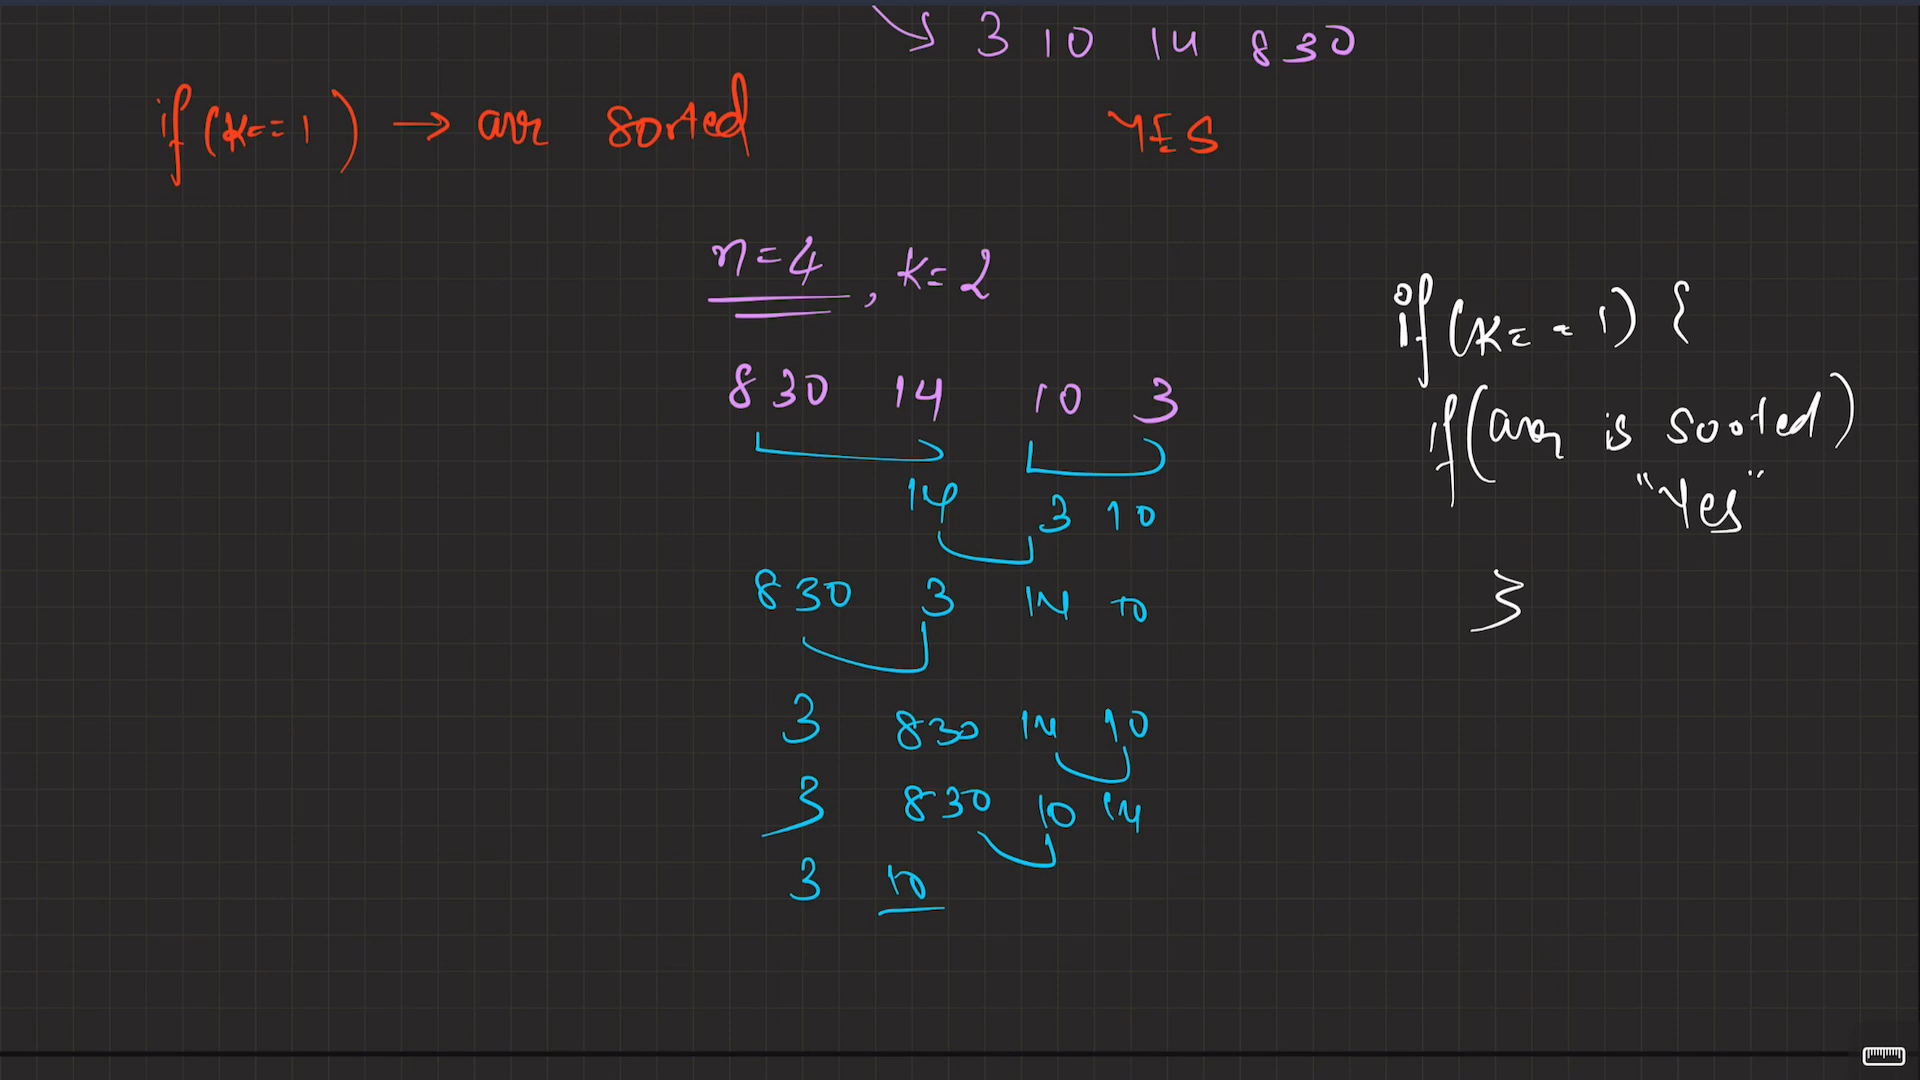 3 10 14 830
if (k==1) → arr sorted YES
n=4, k=2
830 14 10 3
14 3 10
830 3 14 10
3 830 14 10
3 830 10 14
3 10
if (k==1) {
if (arr is sorted)
"Yes"
}